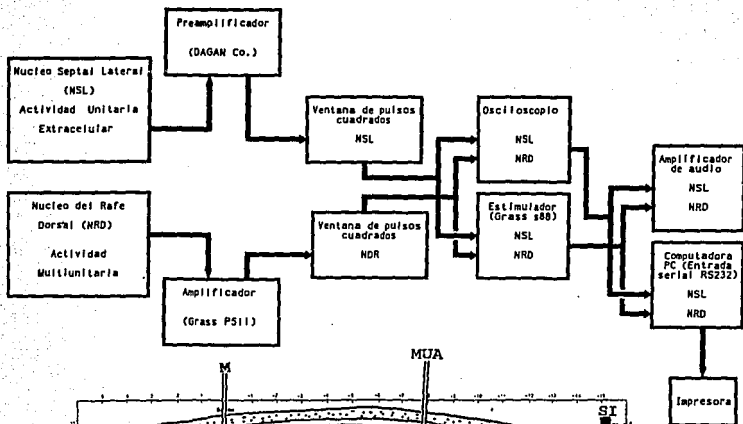 Preamplificador
(DAGAN Co.)
Nucleo Septal Lateral
(NSL)
Actividad Unitaria
Extracelular
Ventana de pulsos
cuadrados
NSL
Osciloscopio
NSL
NRD
Amplificador
de audio
NSL
NRD
Nucleo del Rafe
Dorsal (NRD)
Actividad
Multiunitaria
Ventana de pulsos
cuadrados
NDR
Estimulador
(Grass s88)
NSL
NRD
Computadora
PC (Entrada
serial RS232)
NSL
NRD
Amplificador
(Grass P511)
Impresora
M
MUA
SI